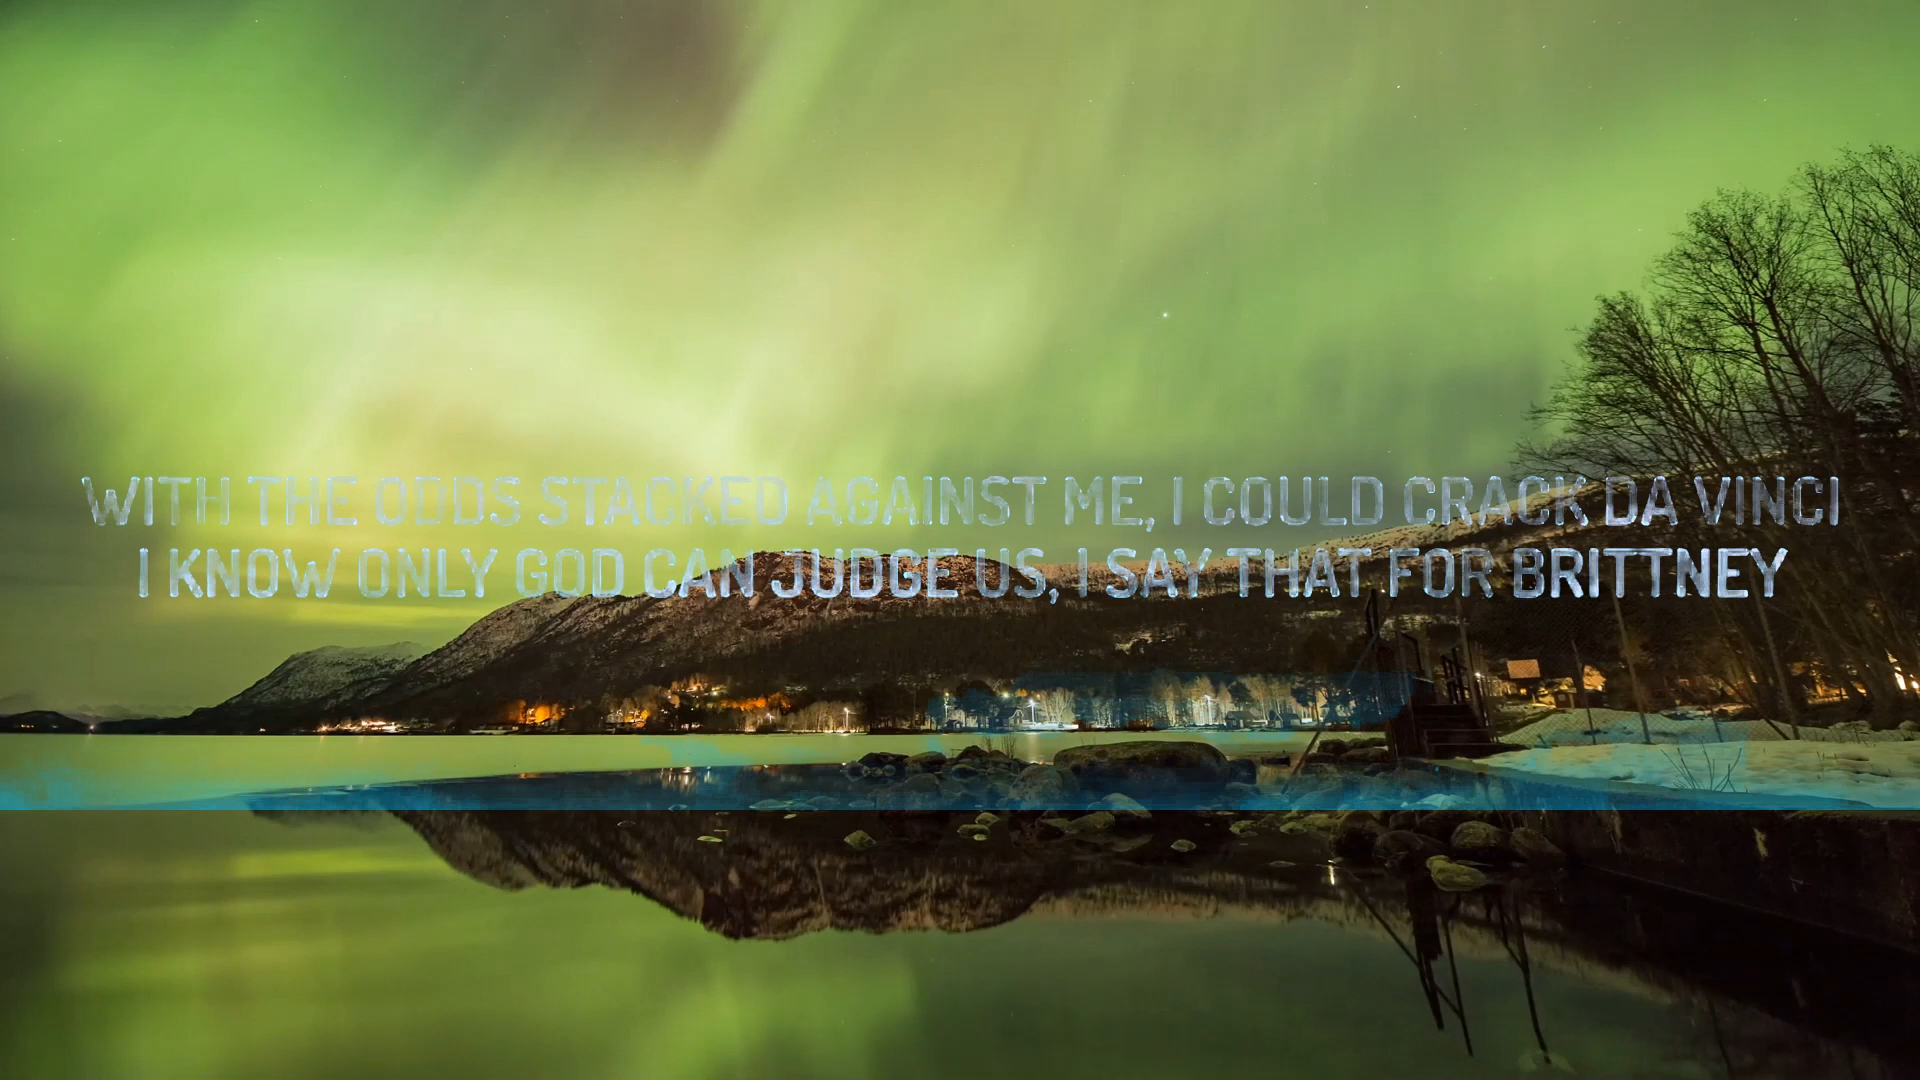 WITH THE ODDS STACKED AGAINST ME, I COULD CRACK DA VINCI
I KNOW ONLY GOD CAN JUDGE US, I SAY THAT FOR BRITTNEY